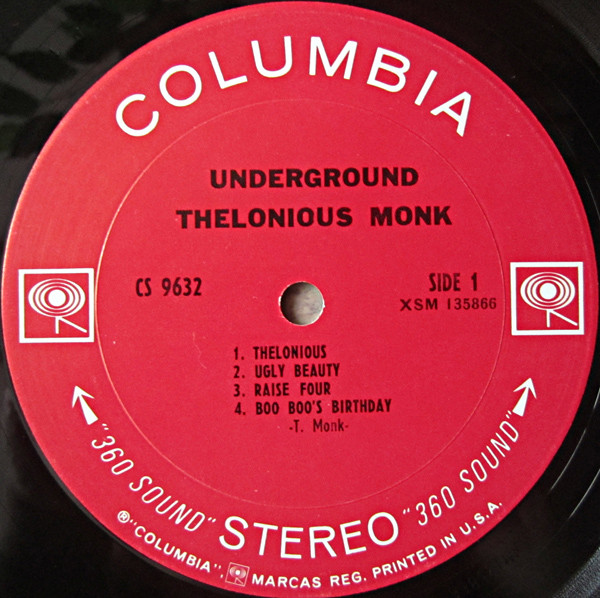 COLUMBIA
UNDERGROUND
THELONIOUS MONK
CS 9632
SIDE 1
XSM 135866
1. THELONIOUS
2. UGLY BEAUTY
3. RAISE FOUR
4. BOO BOO'S BIRTHDAY
-T. Monk-
"360 SOUND" STEREO "360 SOUND"
® "COLUMBIA", MARCAS REG. PRINTED IN U.S.A.